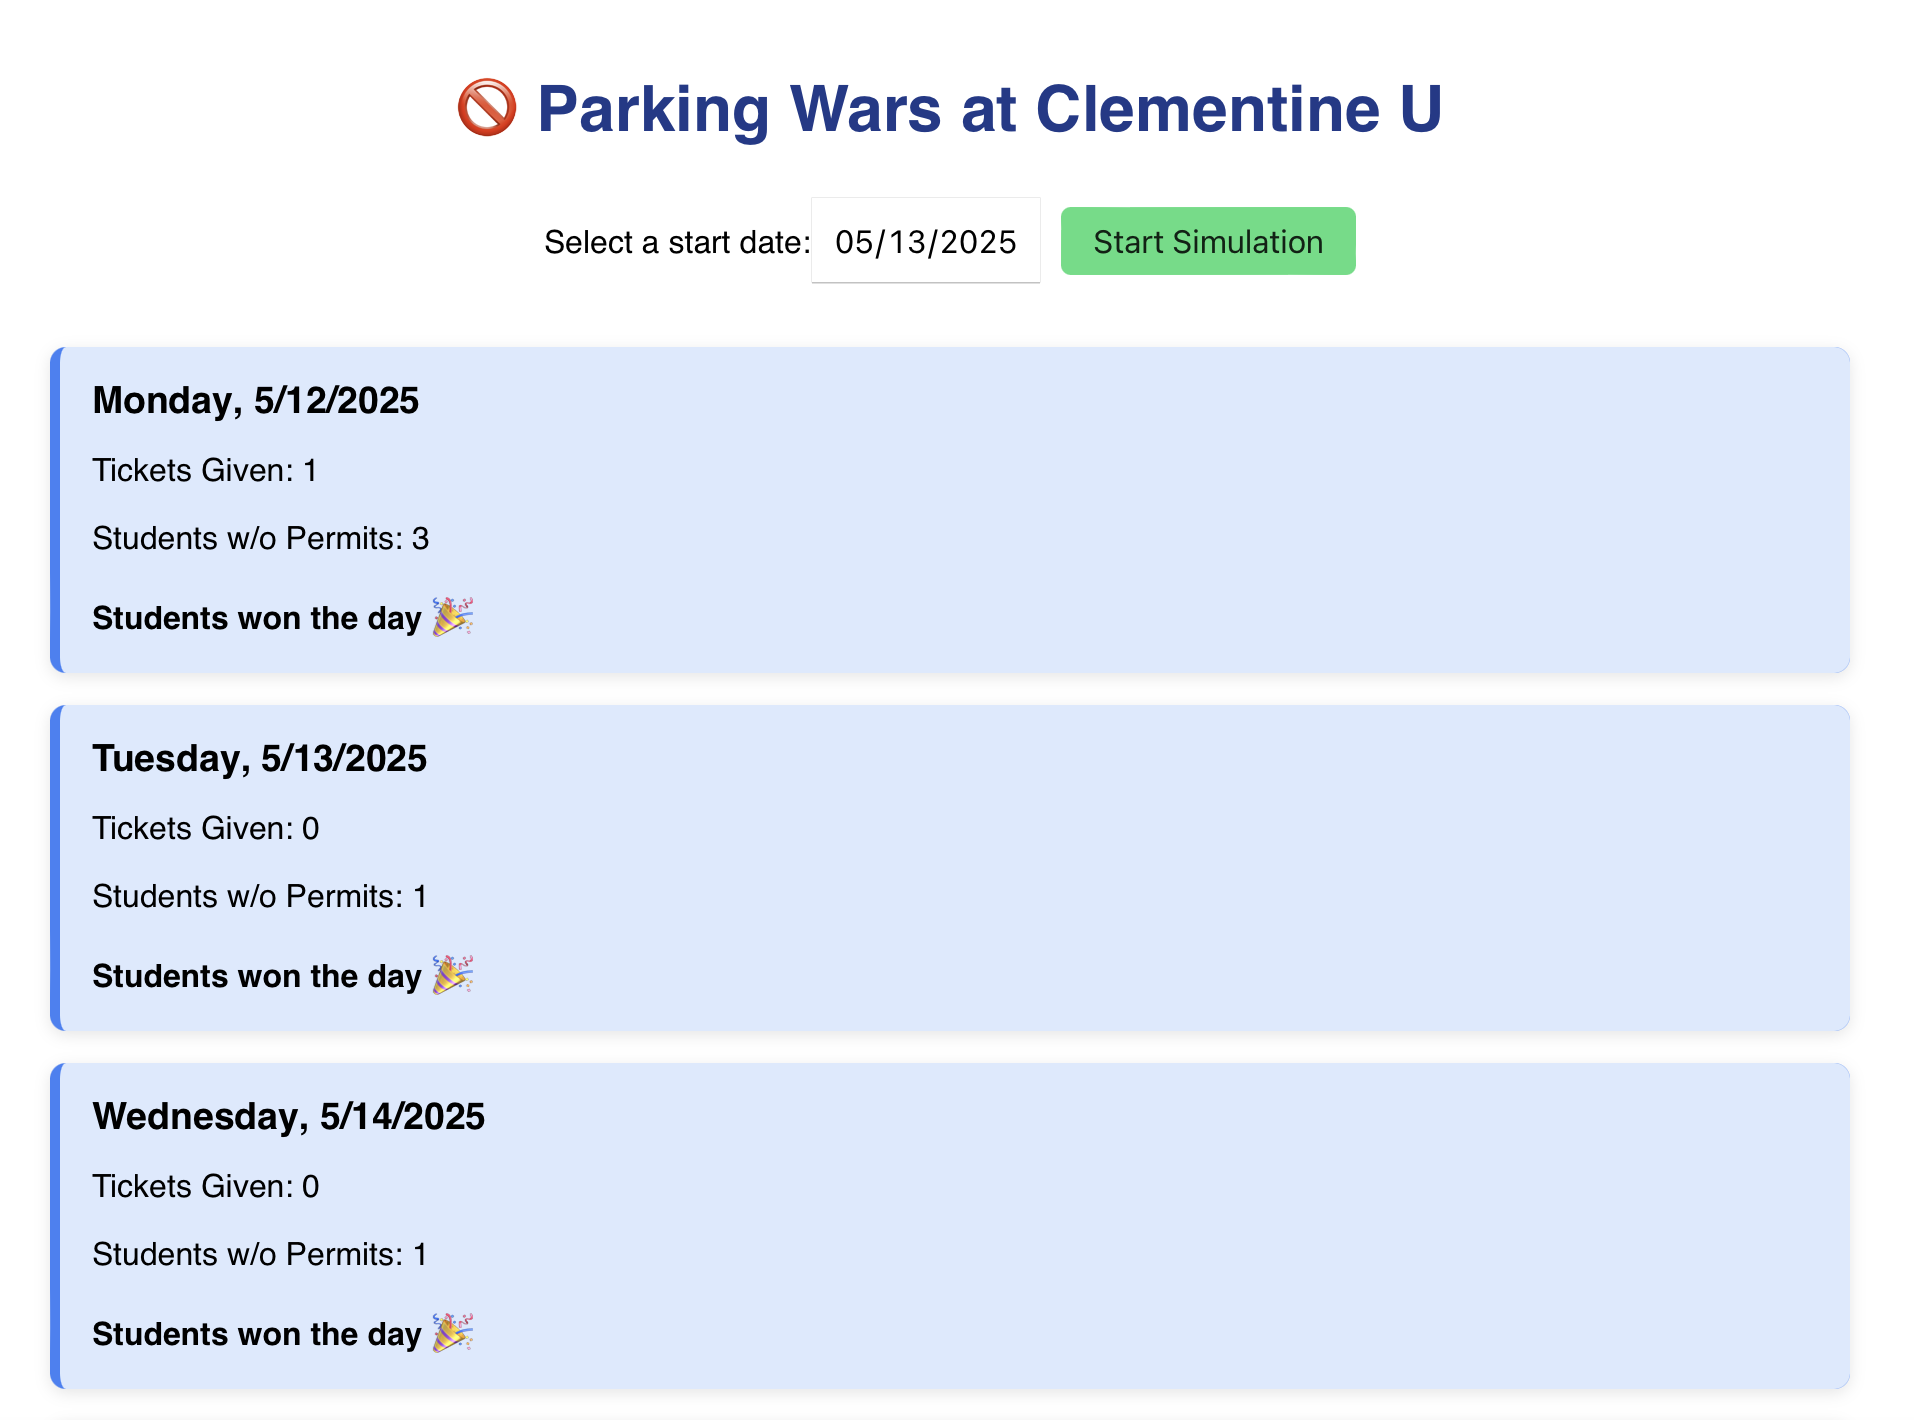 🚫 Parking Wars at Clementine U
Select a start date: 05/13/2025 Start Simulation
Monday, 5/12/2025
Tickets Given: 1
Students w/o Permits: 3
Students won the day 🎉
Tuesday, 5/13/2025
Tickets Given: 0
Students w/o Permits: 1
Students won the day 🎉
Wednesday, 5/14/2025
Tickets Given: 0
Students w/o Permits: 1
Students won the day 🎉